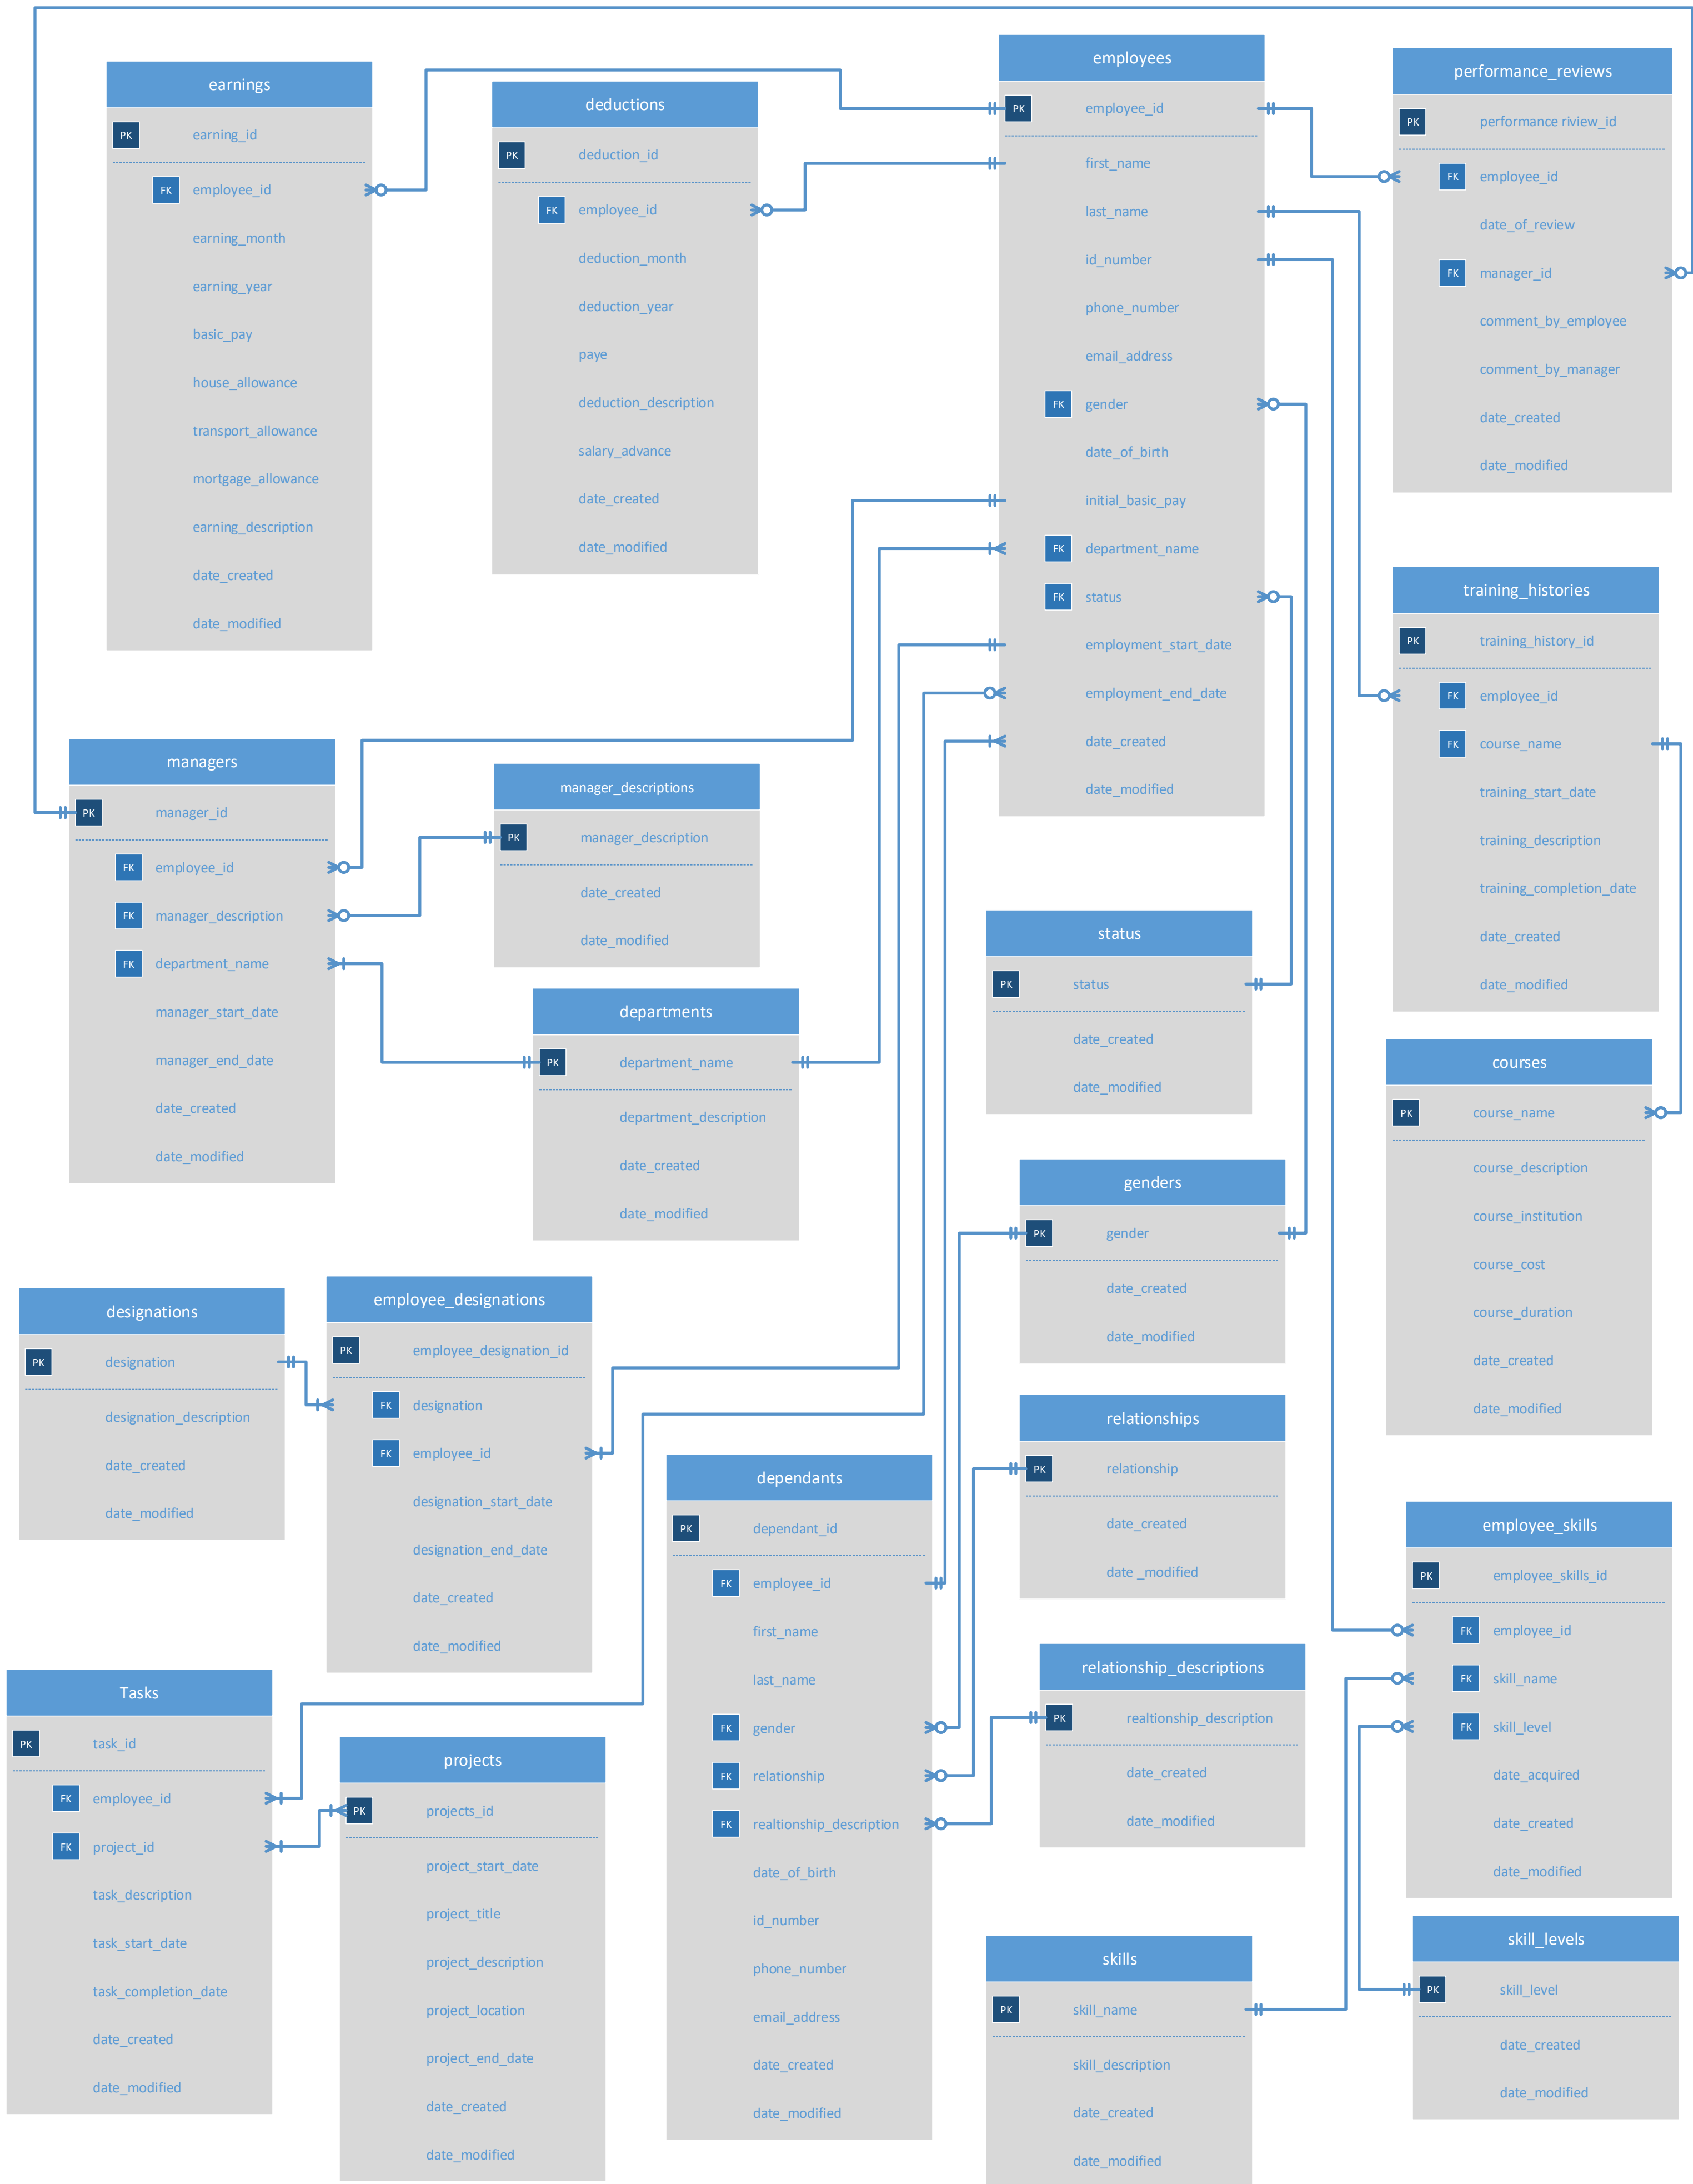 earnings
PK earning_id
FK employee_id
earning_month
earning_year
basic_pay
house_allowance
transport_allowance
mortgage_allowance
earning_description
date_created
date_modified
deductions
PK deduction_id
FK employee_id
deduction_month
deduction_year
paye
deduction_description
salary_advance
date_created
date_modified
employees
PK employee_id
first_name
last_name
id_number
phone_number
email_address
FK gender
date_of_birth
initial_basic_pay
FK department_name
FK status
employment_start_date
employment_end_date
date_created
date_modified
performance_reviews
PK performance riview_id
FK employee_id
date_of_review
FK manager_id
comment_by_employee
comment_by_manager
date_created
date_modified
training_histories
PK training_history_id
FK employee_id
FK course_name
training_start_date
training_description
training_completion_date
date_created
date_modified
managers
PK manager_id
FK employee_id
FK manager_description
FK department_name
manager_start_date
manager_end_date
date_created
date_modified
manager_descriptions
PK manager_description
date_created
date_modified
departments
PK department_name
department_description
date_created
date_modified
status
PK status
date_created
date_modified
courses
PK course_name
course_description
course_institution
course_cost
course_duration
date_created
date_modified
genders
PK gender
date_created
date_modified
designations
PK designation
designation_description
date_created
date_modified
employee_designations
PK employee_designation_id
FK designation
FK employee_id
designation_start_date
designation_end_date
date_created
date_modified
relationships
PK relationship
date_created
date _modified
dependants
PK dependant_id
FK employee_id
first_name
last_name
FK gender
FK relationship
FK realtionship_description
date_of_birth
id_number
phone_number
email_address
date_created
date_modified
employee_skills
PK employee_skills_id
FK employee_id
FK skill_name
FK skill_level
date_acquired
date_created
date_modified
relationship_descriptions
PK realtionship_description
date_created
date_modified
Tasks
PK task_id
FK employee_id
FK project_id
task_description
task_start_date
task_completion_date
date_created
date_modified
projects
PK projects_id
project_start_date
project_title
project_description
project_location
project_end_date
date_created
date_modified
skills
PK skill_name
skill_description
date_created
date_modified
skill_levels
PK skill_level
date_created
date_modified